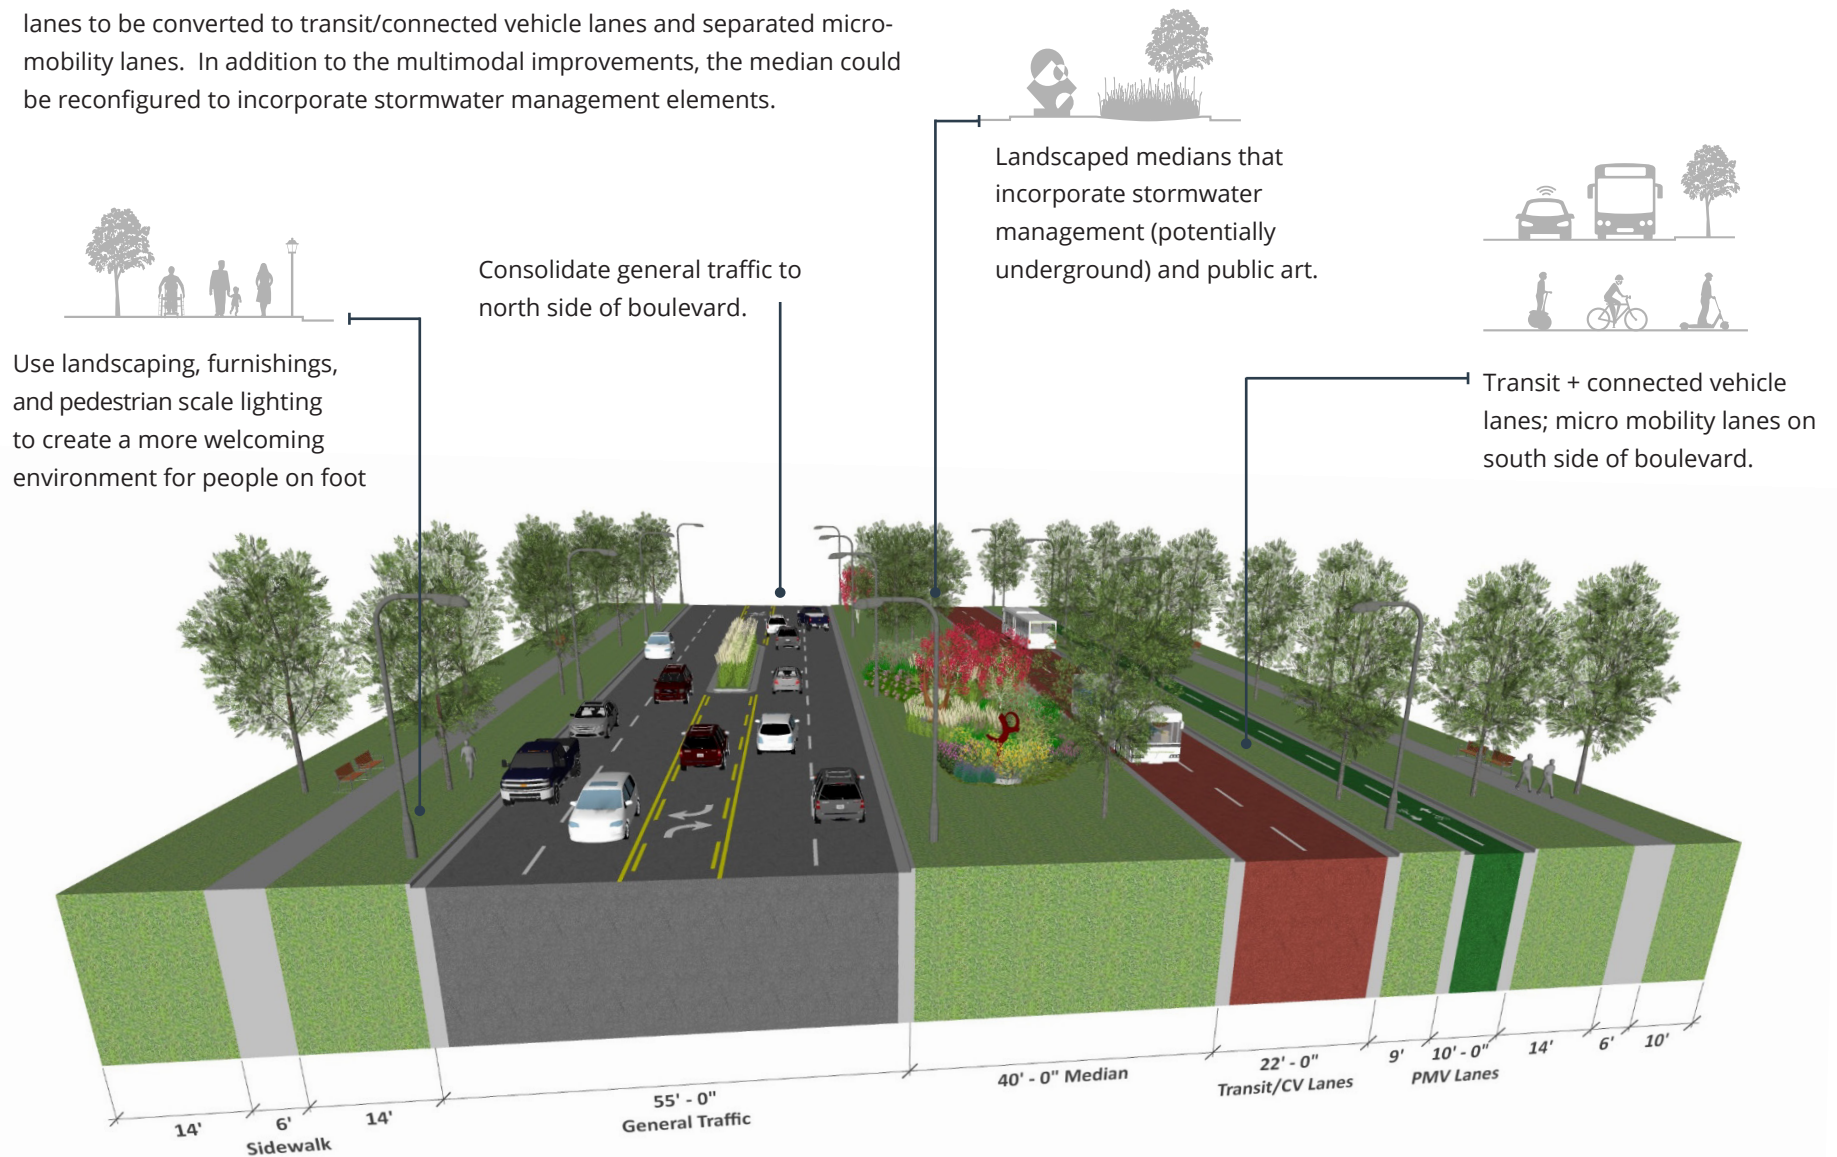 lanes to be converted to transit/connected vehicle lanes and separated micro-
mobility lanes.  In addition to the multimodal improvements, the median could
be reconfigured to incorporate stormwater management elements.
Landscaped medians that
incorporate stormwater
management (potentially
underground) and public art.
Consolidate general traffic to
north side of boulevard.
Use landscaping, furnishings,
and pedestrian scale lighting
to create a more welcoming
environment for people on foot
Transit + connected vehicle
lanes; micro mobility lanes on
south side of boulevard.
14'
6'
Sidewalk
14'
55' - 0"
General Traffic
40' - 0" Median
22' - 0"
Transit/CV Lanes
9'
10' - 0"
PMV Lanes
14'
6'
10'